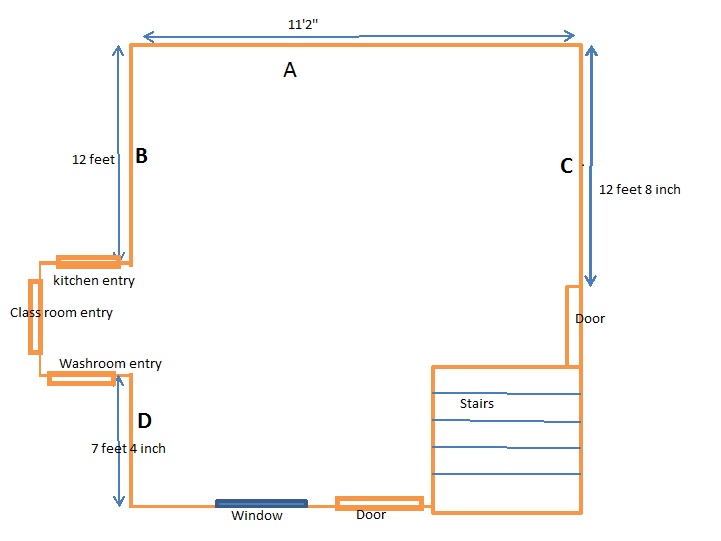 11'2"
A
12 feet
B
C
12 feet 8 inch
kitchen entry
Class room entry
Door
Washroom entry
Stairs
D
7 feet 4 inch
Window
Door